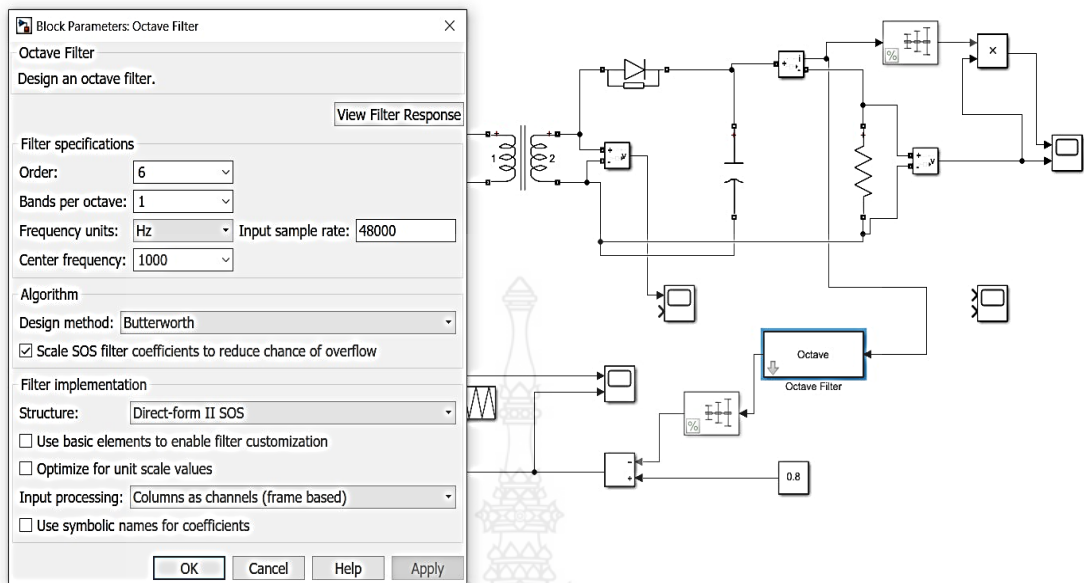 Block Parameters: Octave Filter
Octave Filter
Design an octave filter.
View Filter Response
Filter specifications
Order: 6
Bands per octave: 1
Frequency units: Hz Input sample rate: 48000
Center frequency: 1000
Algorithm
Design method: Butterworth
Scale SOS filter coefficients to reduce chance of overflow
Filter implementation
Structure: Direct-form II SOS
Use basic elements to enable filter customization
Optimize for unit scale values
Input processing: Columns as channels (frame based)
Use symbolic names for coefficients
OK Cancel Help Apply
1 2
+ v -
+ i -
%
×
+ v -
Octave
Octave Filter
%
- +
0.8